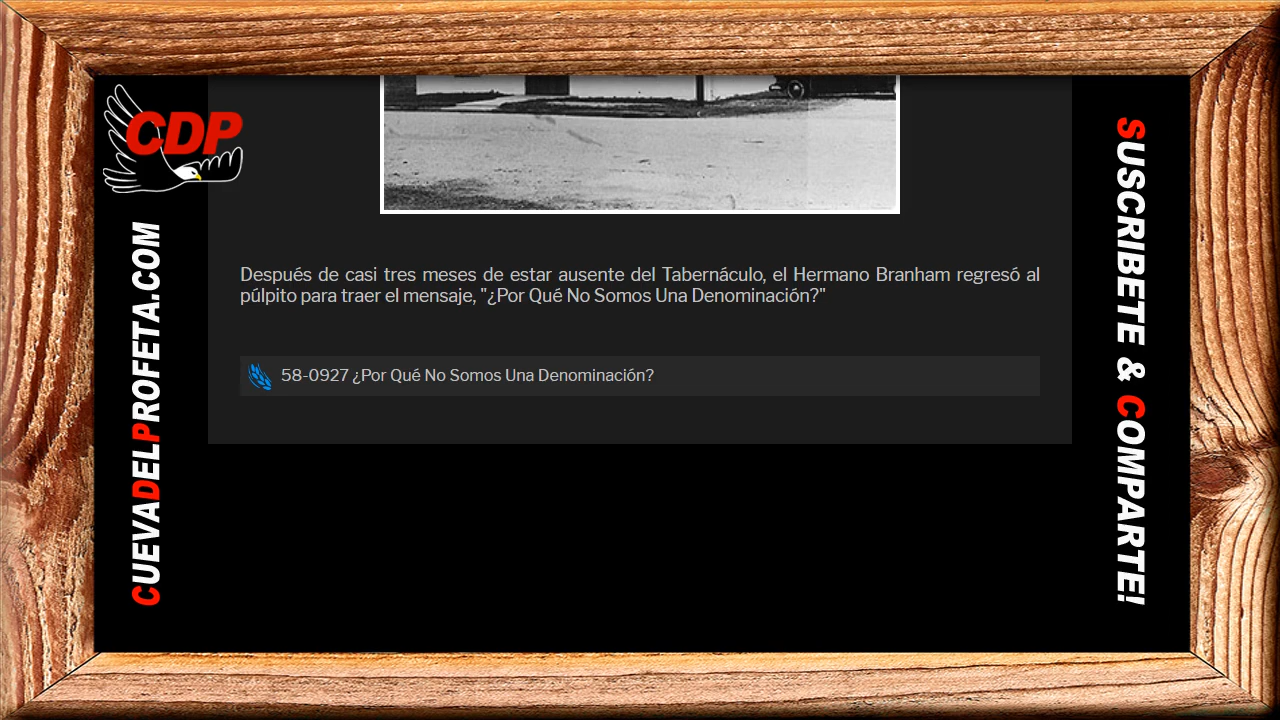 CDP
CUEVADELPROFETA.COM
Después de casi tres meses de estar ausente del Tabernáculo, el Hermano Branham regresó al
púlpito para traer el mensaje, "¿Por Qué No Somos Una Denominación?"
58-0927 ¿Por Qué No Somos Una Denominación?
SUSCRIBETE & COMPARTE!